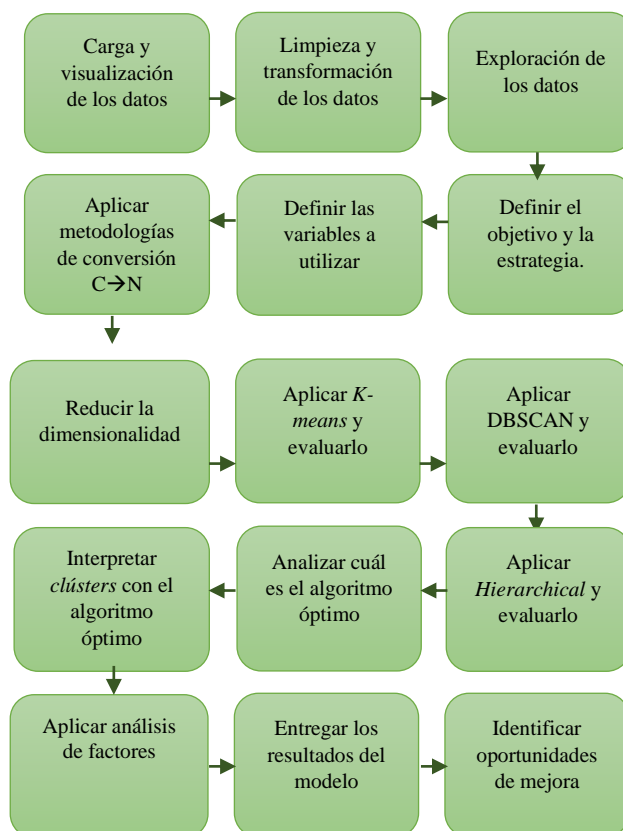 Carga y
visualización
de los datos
Limpieza y
transformación
de los datos
Exploración de
los datos
Definir el
objetivo y la
estrategia.
Definir las
variables a
utilizar
Aplicar
metodologías
de conversión
C→N
Reducir la
dimensionalidad
Aplicar K-
means y
evaluarlo
Aplicar
DBSCAN y
evaluarlo
Aplicar
Hierarchical y
evaluarlo
Analizar cuál
es el algoritmo
óptimo
Interpretar
clústers con el
algoritmo
óptimo
Aplicar análisis
de factores
Entregar los
resultados del
modelo
Identificar
oportunidades
de mejora